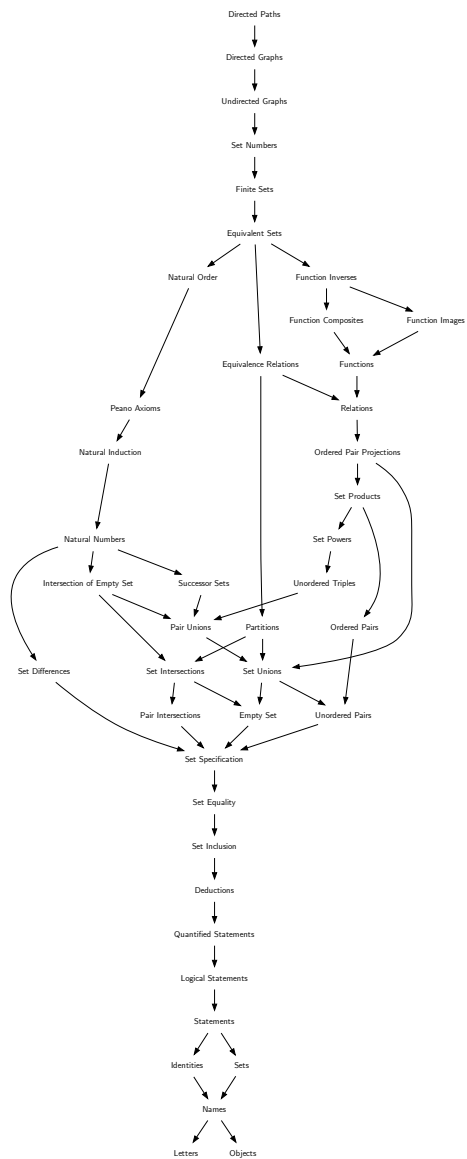 Directed Paths
Directed Graphs
Undirected Graphs
Set Numbers
Finite Sets
Equivalent Sets
Natural Order
Function Inverses
Function Composites
Function Images
Equivalence Relations
Functions
Peano Axioms
Relations
Natural Induction
Ordered Pair Projections
Set Products
Natural Numbers
Set Powers
Intersection of Empty Set
Successor Sets
Unordered Triples
Pair Unions
Partitions
Ordered Pairs
Set Differences
Set Intersections
Set Unions
Pair Intersections
Empty Set
Unordered Pairs
Set Specification
Set Equality
Set Inclusion
Deductions
Quantified Statements
Logical Statements
Statements
Identities
Sets
Names
Letters
Objects